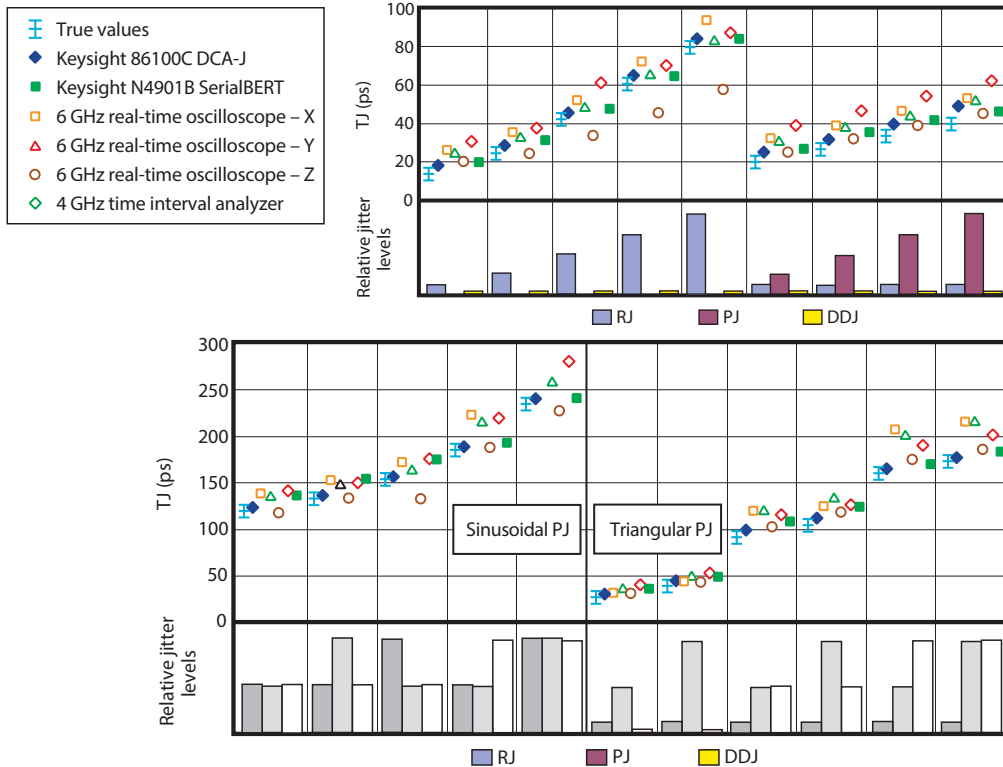 True values
Keysight 86100C DCA-J
Keysight N4901B SerialBERT
6 GHz real-time oscilloscope – X
6 GHz real-time oscilloscope – Y
6 GHz real-time oscilloscope – Z
4 GHz time interval analyzer
100
80
60
40
20
0
TJ (ps)
Relative jitter
levels
RJ
PJ
DDJ
300
250
200
150
100
50
0
TJ (ps)
Sinusoidal PJ
Triangular PJ
Relative jitter
levels
RJ
PJ
DDJ